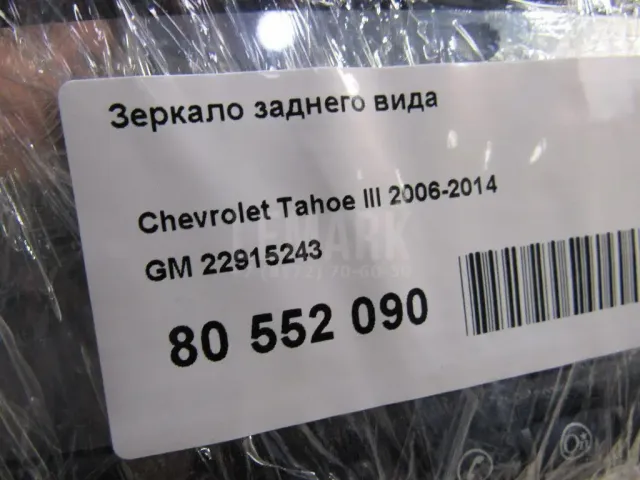 Зеркало заднего вида
Chevrolet Tahoe III 2006-2014
GM 22915243
80 552 090